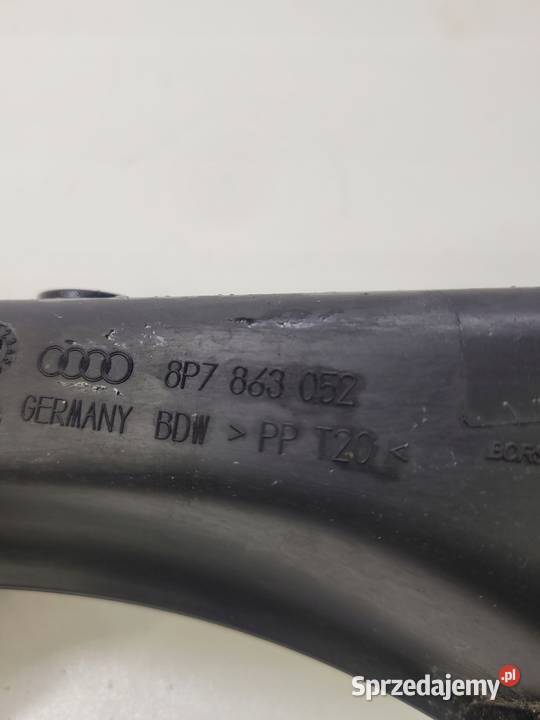 8P7 863 052
GERMANY BDW > PP T20 <
Sprzedajemy.pl